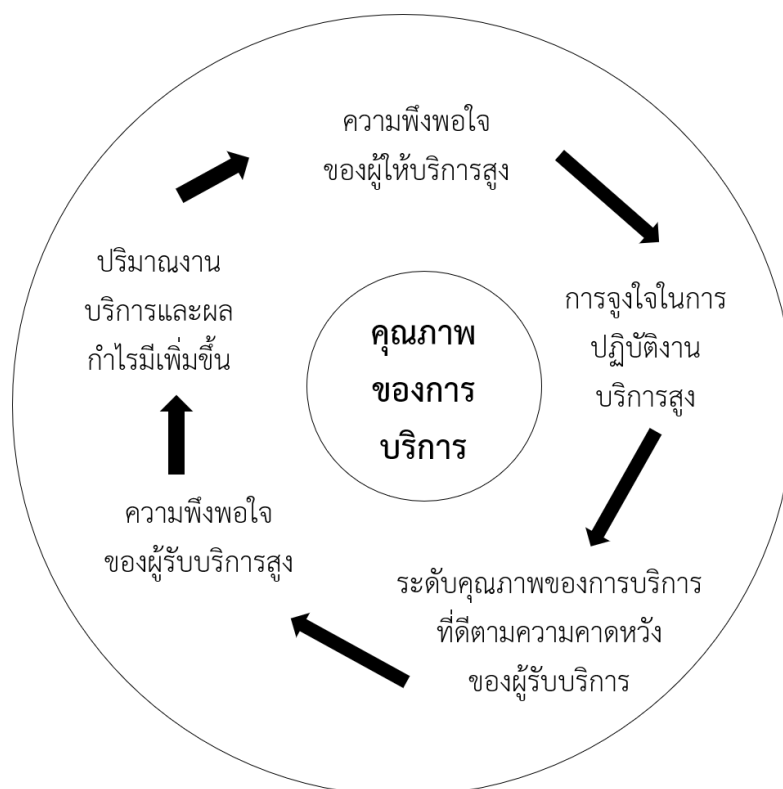 ความพึงพอใจ
ของผู้ให้บริการสูง
การจูงใจในการ
ปฏิบัติงาน
บริการสูง
ระดับคุณภาพของการบริการ
ที่ดีตามความคาดหวัง
ของผู้รับบริการ
ความพึงพอใจ
ของผู้รับบริการสูง
ปริมาณงาน
บริการและผล
กำไรมีเพิ่มขึ้น
คุณภาพ
ของการ
บริการ